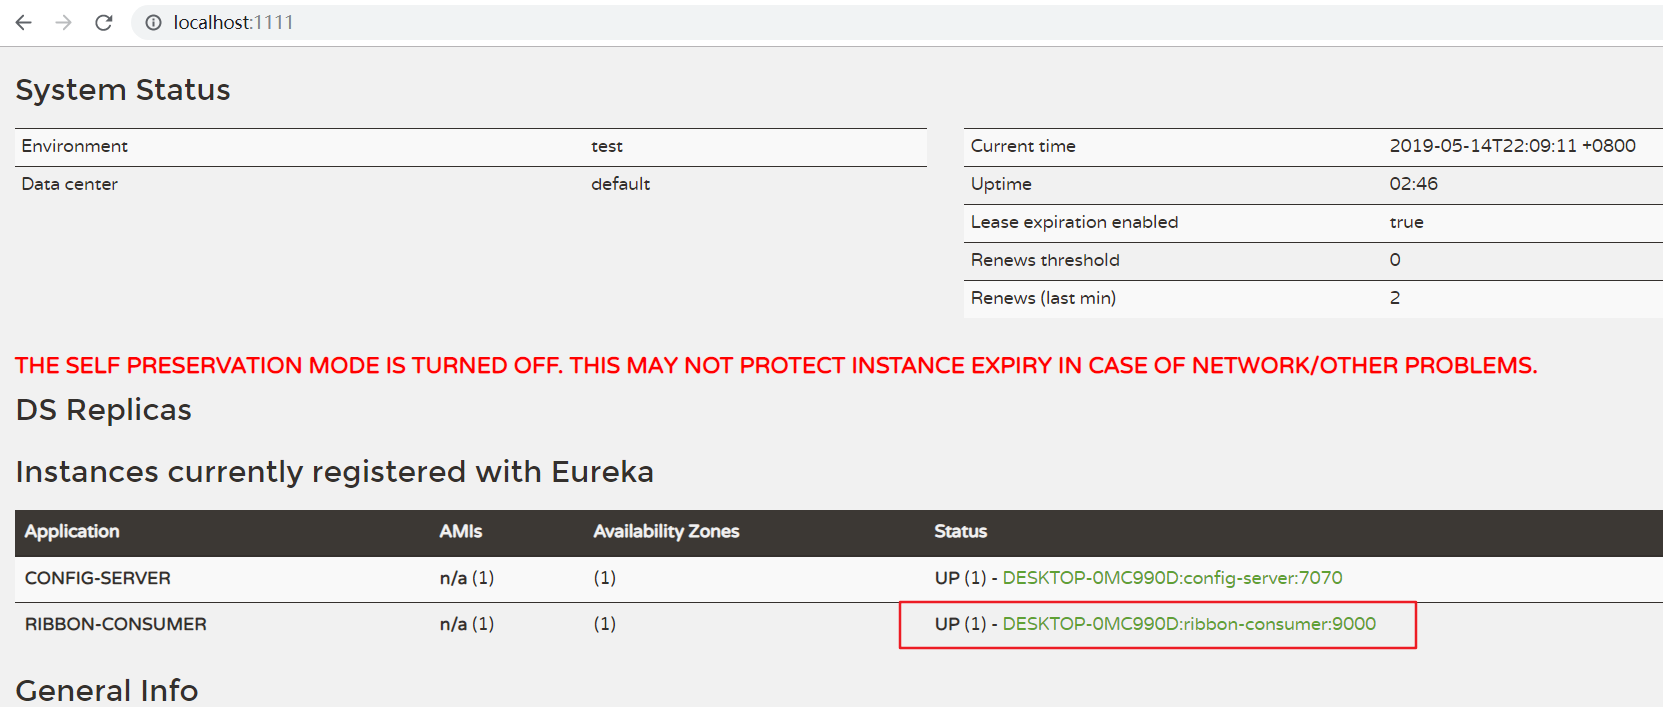 localhost:1111
System Status
Environment test
Data center default
Current time 2019-05-14T22:09:11 +0800
Uptime 02:46
Lease expiration enabled true
Renews threshold 0
Renews (last min) 2
THE SELF PRESERVATION MODE IS TURNED OFF. THIS MAY NOT PROTECT INSTANCE EXPIRY IN CASE OF NETWORK/OTHER PROBLEMS.
DS Replicas
Instances currently registered with Eureka
Application AMIs Availability Zones Status
CONFIG-SERVER n/a (1) (1) UP (1) - DESKTOP-0MC990D:config-server:7070
RIBBON-CONSUMER n/a (1) (1) UP (1) - DESKTOP-0MC990D:ribbon-consumer:9000
General Info